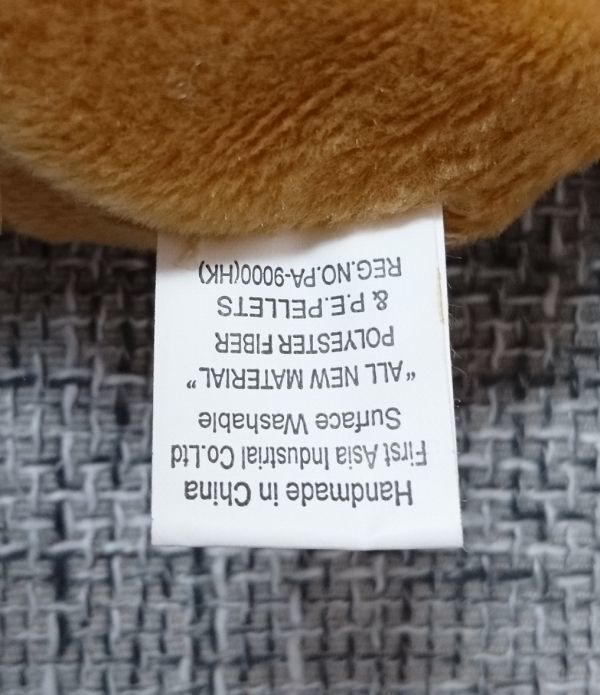 Handmade in China
First Asia Industrial Co.Ltd
Surface Washable
“ALL NEW MATERIAL”
POLYESTER FIBER
& P.E.PELLETS
REG.NO.PA-9000(HK)